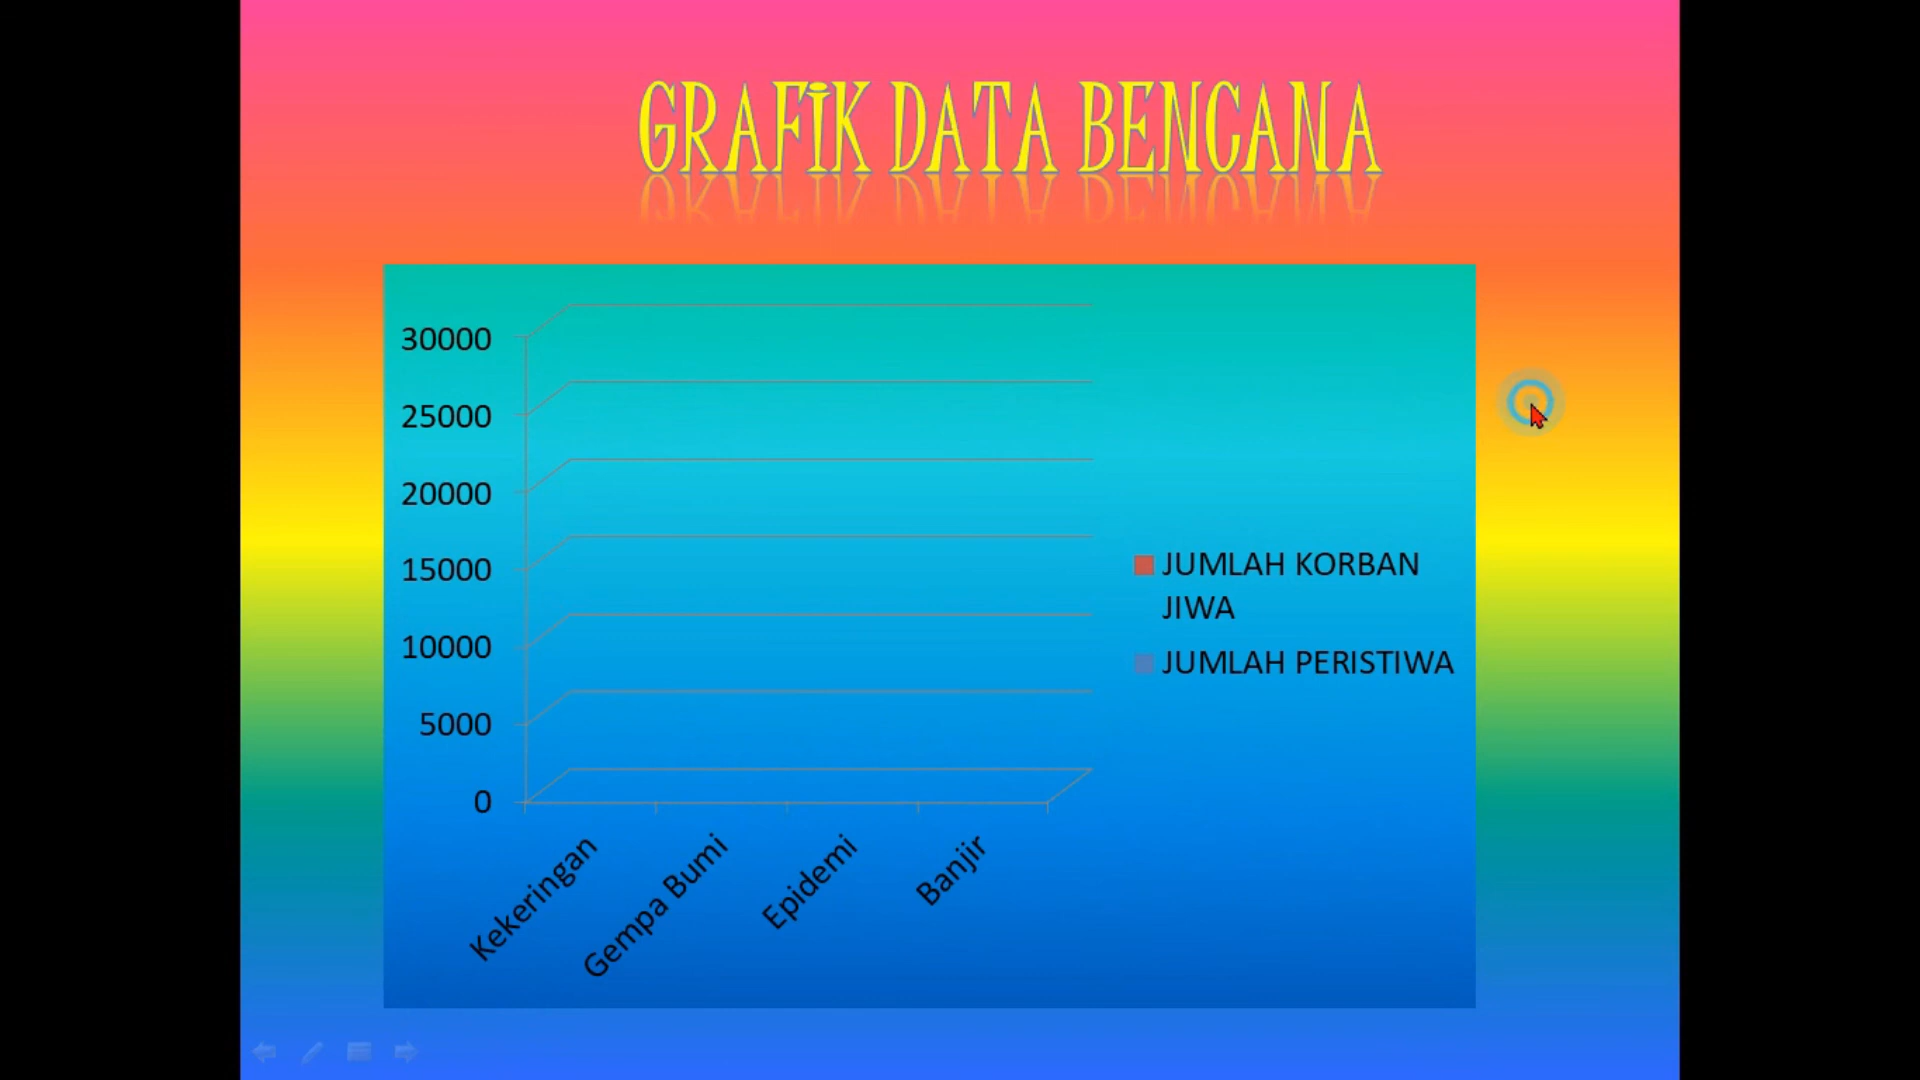 GRAFIK DATA BENCANA
30000
25000
20000
15000
10000
5000
0
Kekeringan
Gempa Bumi
Epidemi
Banjir
JUMLAH KORBAN
JIWA
JUMLAH PERISTIWA